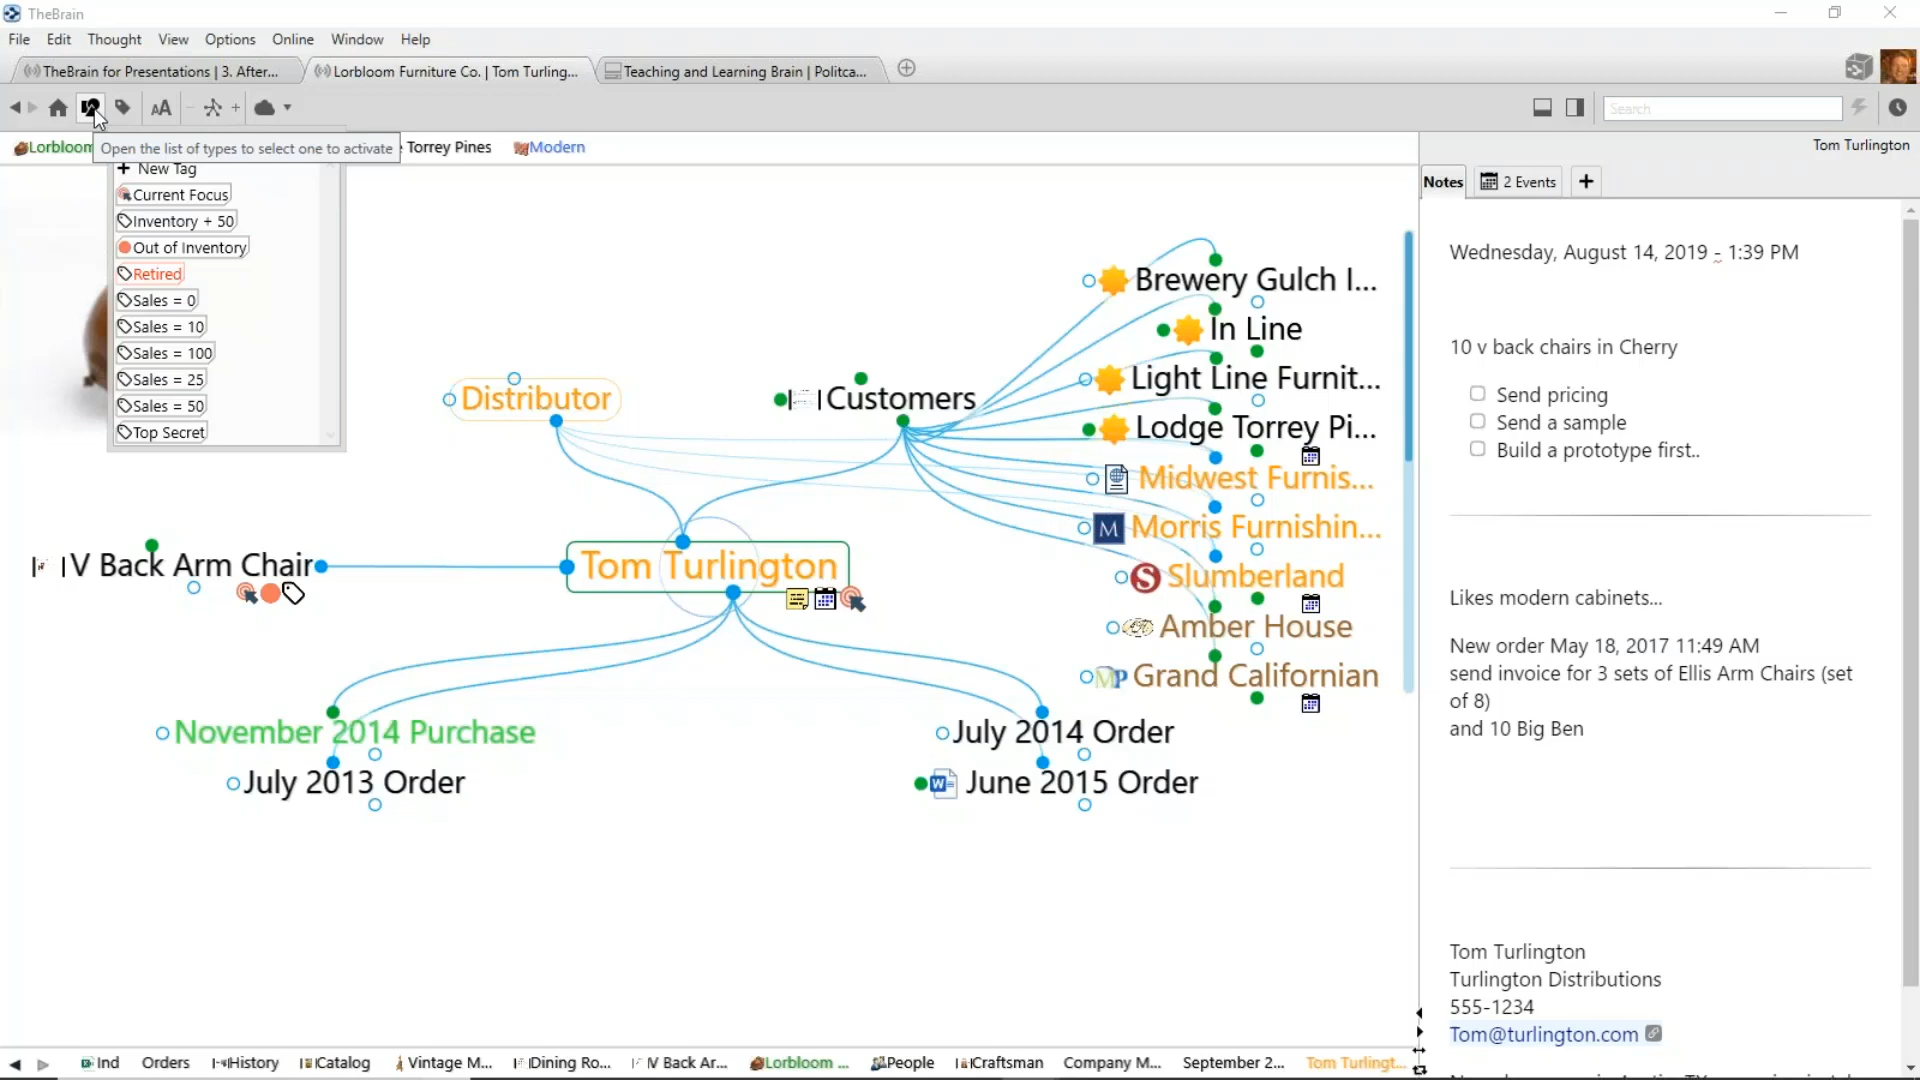 TheBrain
File Edit Thought View Options Online Window Help
TheBrain for Presentations | 3. After... Lorbloom Furniture Co. | Tom Turling... Teaching and Learning Brain | Politca...
AA Search
Lorbloom Torrey Pines Modern
Open the list of types to select one to activate
Tom Turlington
+ New Tag
Current Focus
Inventory + 50
Out of Inventory
Retired
Sales = 0
Sales = 10
Sales = 100
Sales = 25
Sales = 50
Top Secret
Distributor
Customers
Brewery Gulch I...
In Line
Light Line Furnit...
Lodge Torrey Pi...
Midwest Furnis...
M Morris Furnishin...
S Slumberland
Amber House
MP Grand Californian
V Back Arm Chair
Tom Turlington
November 2014 Purchase
July 2013 Order
July 2014 Order
W June 2015 Order
Notes 2 Events +
Wednesday, August 14, 2019 - 1:39 PM
10 v back chairs in Cherry
Send pricing
Send a sample
Build a prototype first..
Likes modern cabinets...
New order May 18, 2017 11:49 AM
send invoice for 3 sets of Ellis Arm Chairs (set
of 8)
and 10 Big Ben
Tom Turlington
Turlington Distributions
555-1234
Tom@turlington.com
Ind Orders History Catalog Vintage M... Dining Ro... V Back Ar... Lorbloom ... People Craftsman Company M... September 2... Tom Turlingt...